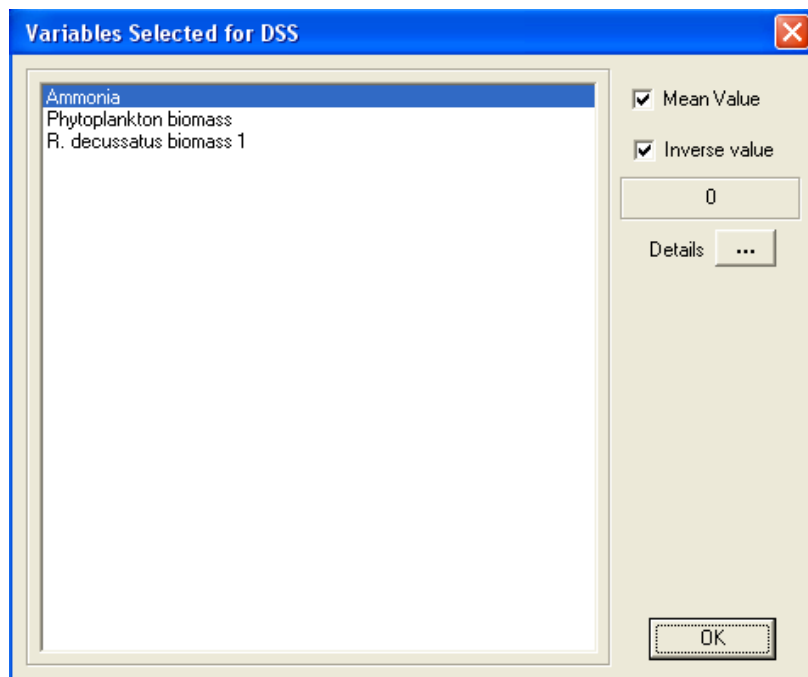 Variables Selected for DSS
Ammonia
Phytoplankton biomass
R. decussatus biomass 1
Mean Value
Inverse value
0
Details ...
OK